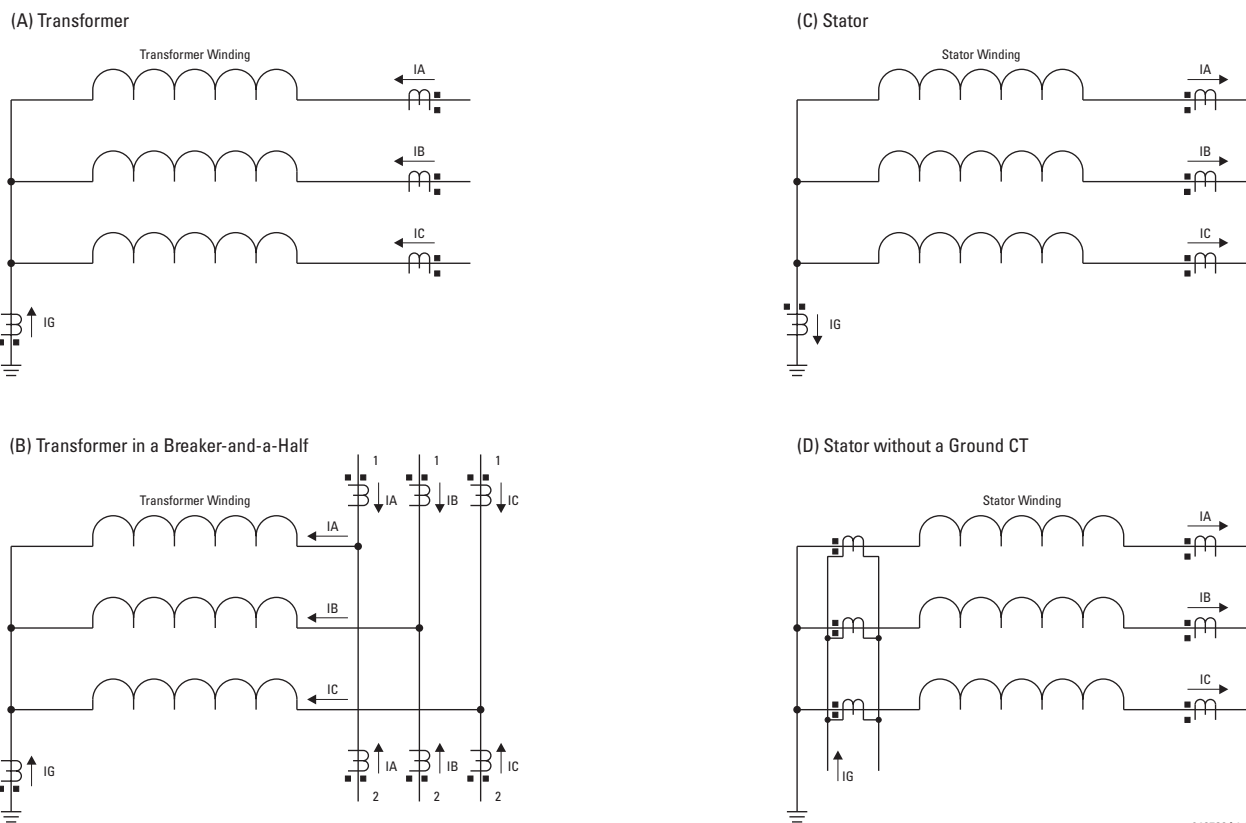 (A) Transformer
Transformer Winding
IA
IB
IC
IG
(C) Stator
Stator Winding
IA
IB
IC
IG
(B) Transformer in a Breaker-and-a-Half
1 1 1
IA IB IC
Transformer Winding
IA
IB
IC
IA IB IC
2 2 2
IG
(D) Stator without a Ground CT
Stator Winding
IA
IB
IC
IG